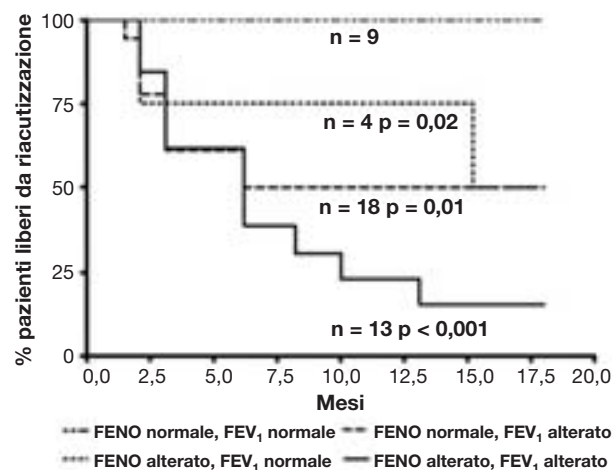 % pazienti liberi da riacutizzazione
100
75
50
25
0
n = 9
n = 4 p = 0,02
n = 18 p = 0,01
n = 13 p < 0,001
0,0 2,5 5,0 7,5 10,0 12,5 15,0 17,5 20,0
Mesi
FENO normale, FEV₁ normale FENO normale, FEV₁ alterato
FENO alterato, FEV₁ normale FENO alterato, FEV₁ alterato